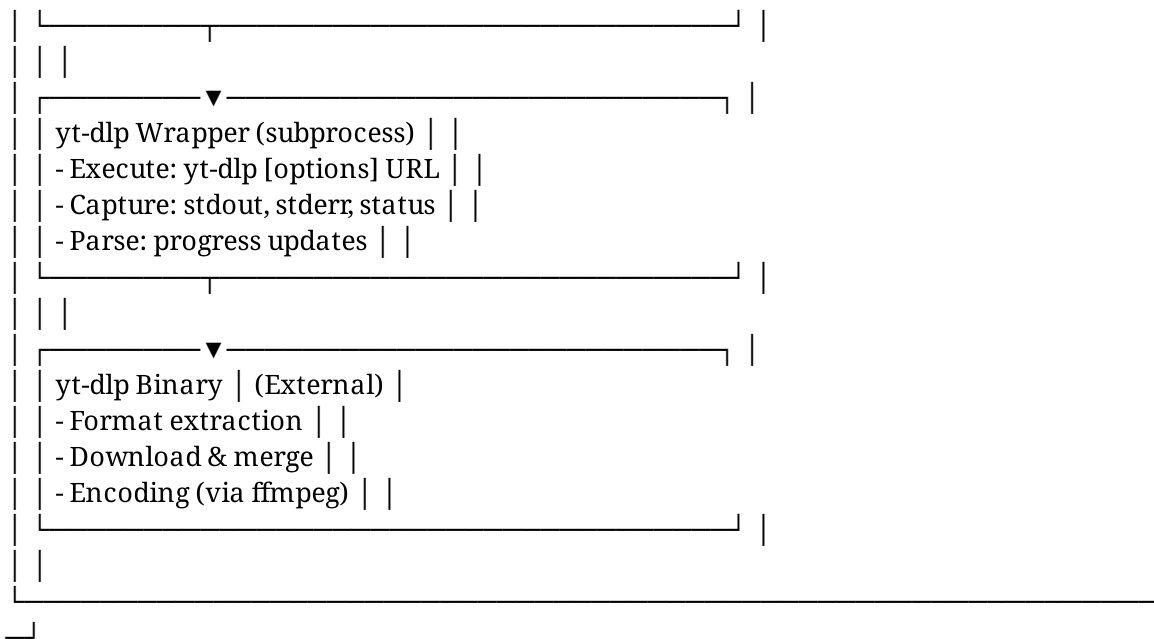 │ └─────────┬─────────────────────────────┘ │
│ │ │
│ ┌─────────▼─────────────────────────────┐ │
│ │ yt-dlp Wrapper (subprocess) │ │
│ │ - Execute: yt-dlp [options] URL │ │
│ │ - Capture: stdout, stderr, status │ │
│ │ - Parse: progress updates │ │
│ └─────────┬─────────────────────────────┘ │
│ │ │
│ ┌─────────▼─────────────────────────────┐ │
│ │ yt-dlp Binary │ (External) │
│ │ - Format extraction │ │
│ │ - Download & merge │ │
│ │ - Encoding (via ffmpeg) │ │
│ └───────────────────────────────────────┘ │
│ │
└─────────────────────────────────────────────────────────────────
─┘